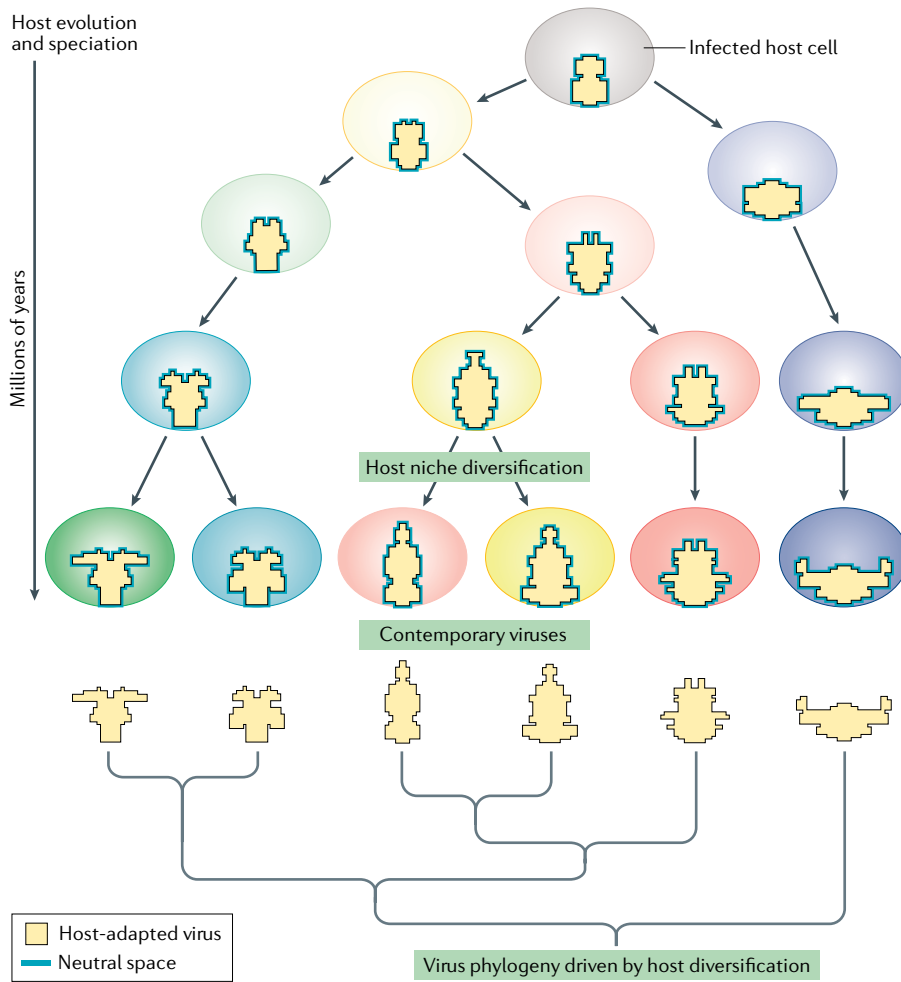 Host evolution
and speciation
Infected host cell
Millions of years
Host niche diversification
Contemporary viruses
Host-adapted virus
Neutral space
Virus phylogeny driven by host diversification